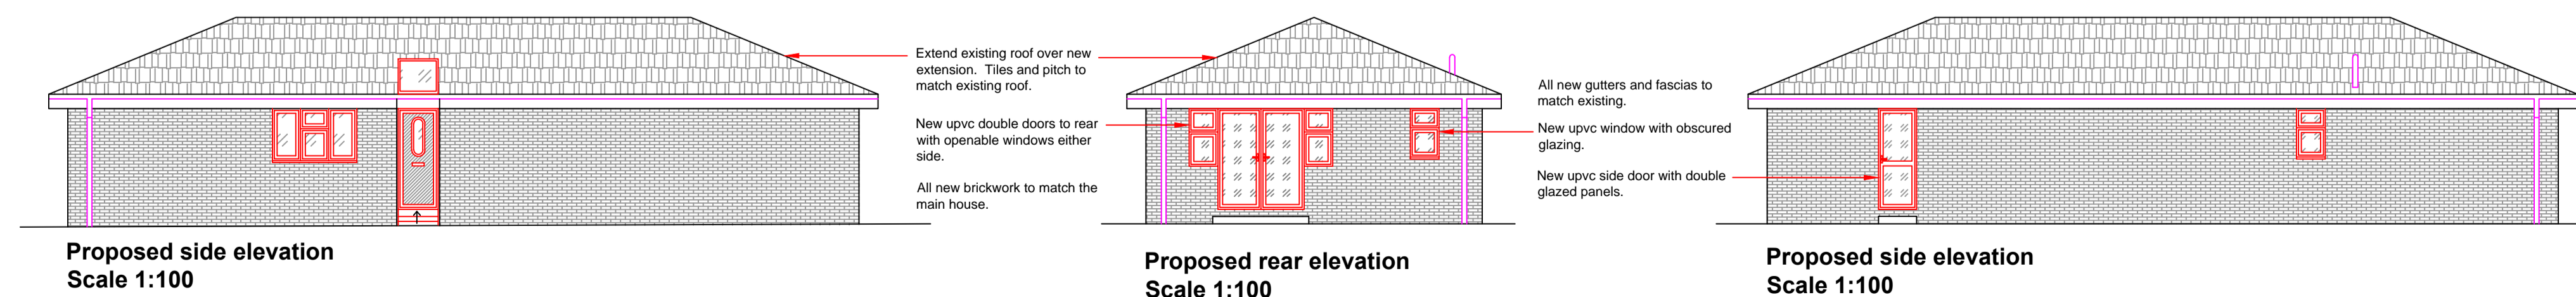 Extend existing roof over new
extension. Tiles and pitch to
match existing roof.
New upvc double doors to rear
with openable windows either
side.
All new brickwork to match the
main house.
All new gutters and fascias to
match existing.
New upvc window with obscured
glazing.
New upvc side door with double
glazed panels.
Proposed side elevation
Scale 1:100
Proposed rear elevation
Scale 1:100
Proposed side elevation
Scale 1:100